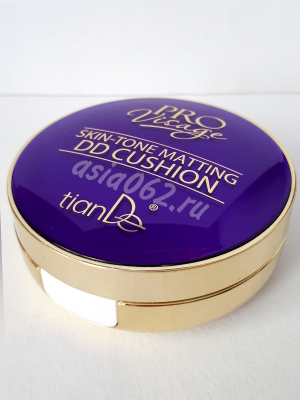 PRO
Visage
SKIN-TONE MATTING
DD CUSHION
asia062.ru
tianDe®